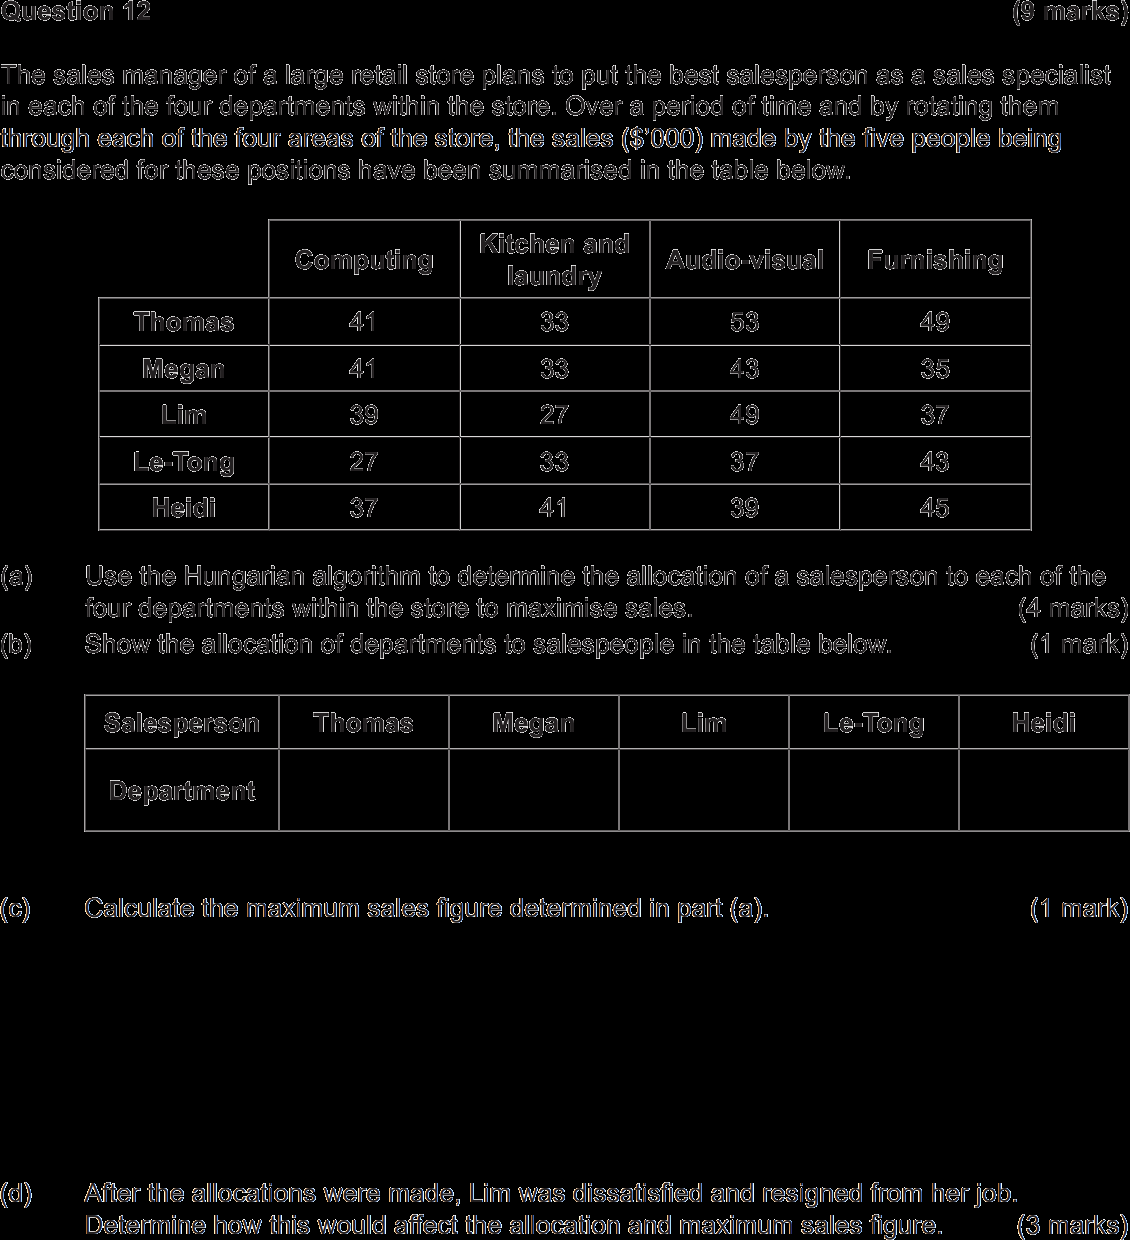 Question 12 (9 marks)
The sales manager of a large retail store plans to put the best salesperson as a sales specialist
in each of the four departments within the store. Over a period of time and by rotating them
through each of the four areas of the store, the sales ($’000) made by the five people being
considered for these positions have been summarised in the table below.
Computing Kitchen and laundry Audio-visual Furnishing
Thomas 41 33 53 49
Megan 41 33 43 35
Lim 39 27 49 37
Le-Tong 27 33 37 43
Heidi 37 41 39 45
(a) Use the Hungarian algorithm to determine the allocation of a salesperson to each of the
four departments within the store to maximise sales. (4 marks)
(b) Show the allocation of departments to salespeople in the table below. (1 mark)
Salesperson Thomas Megan Lim Le-Tong Heidi
Department
(c) Calculate the maximum sales figure determined in part (a). (1 mark)
(d) After the allocations were made, Lim was dissatisfied and resigned from her job.
Determine how this would affect the allocation and maximum sales figure. (3 marks)